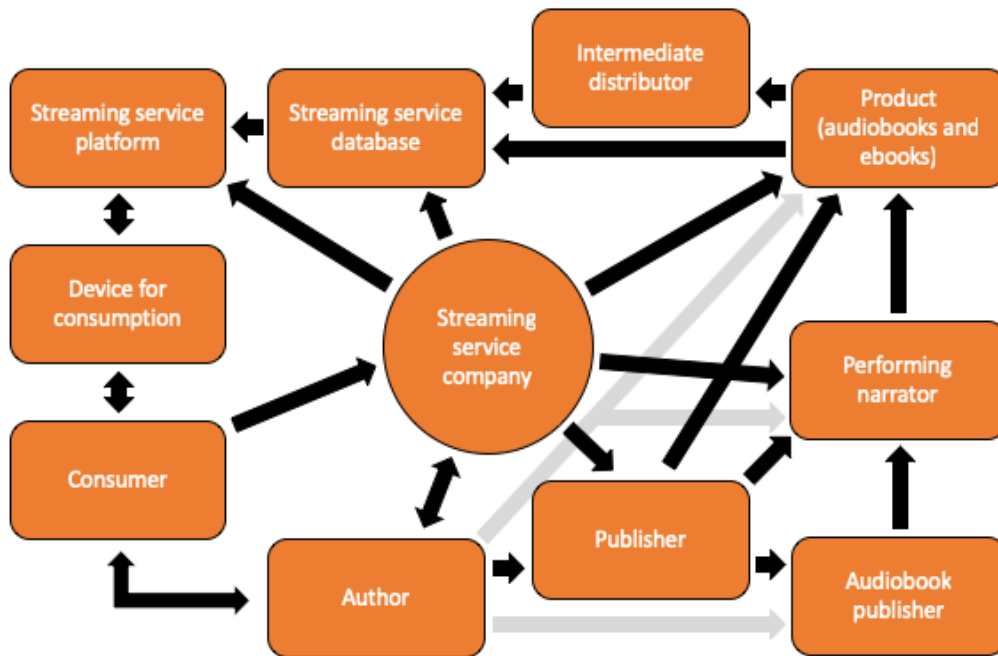 Intermediate
distributor
Streaming service
platform
Streaming service
database
Product
(audiobooks and
ebooks)
Device for
consumption
Streaming
service
company
Performing
narrator
Consumer
Publisher
Author
Audiobook
publisher